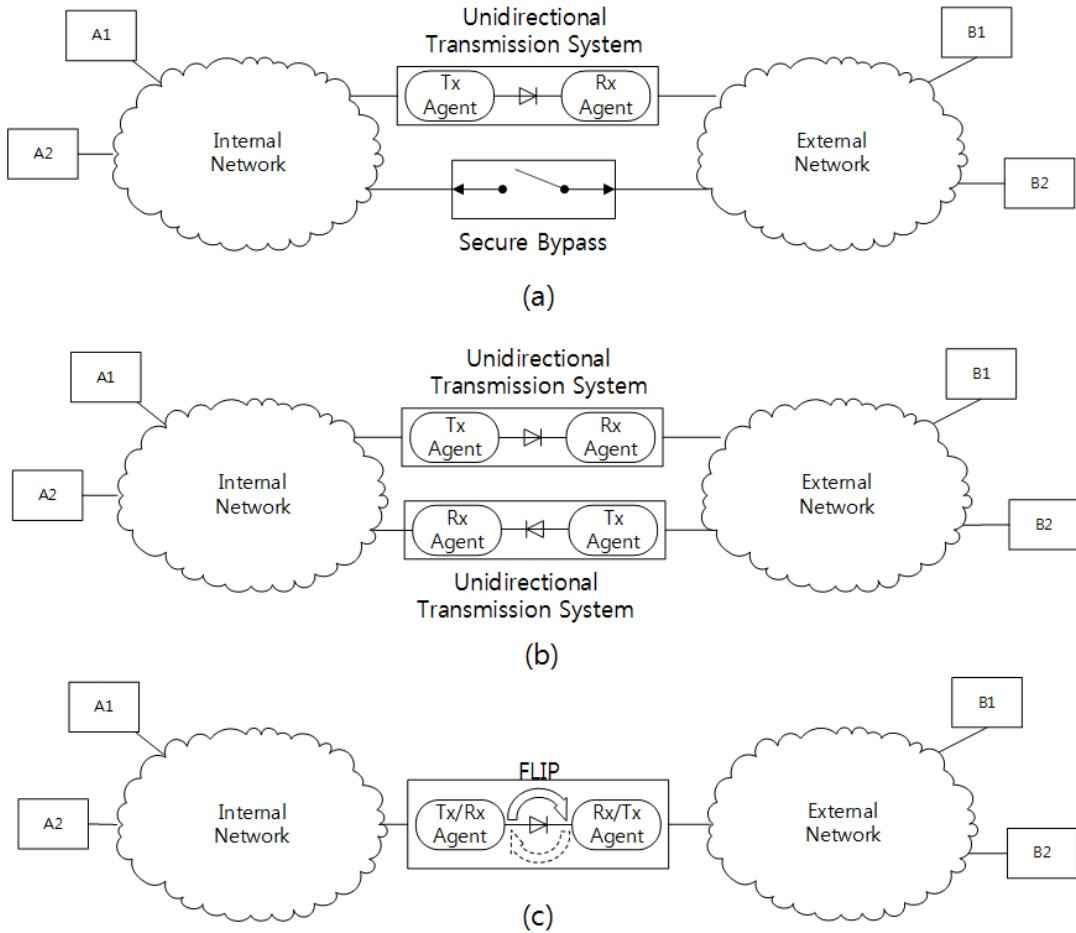 Unidirectional
Transmission System
A1
B1
Tx
Agent
Rx
Agent
A2
Internal
Network
External
Network
B2
Secure Bypass
(a)
Unidirectional
Transmission System
A1
B1
Tx
Agent
Rx
Agent
A2
Internal
Network
External
Network
Rx
Agent
Tx
Agent
B2
Unidirectional
Transmission System
(b)
A1
B1
FLIP
A2
Internal
Network
Tx/Rx
Agent
Rx/Tx
Agent
External
Network
B2
(c)